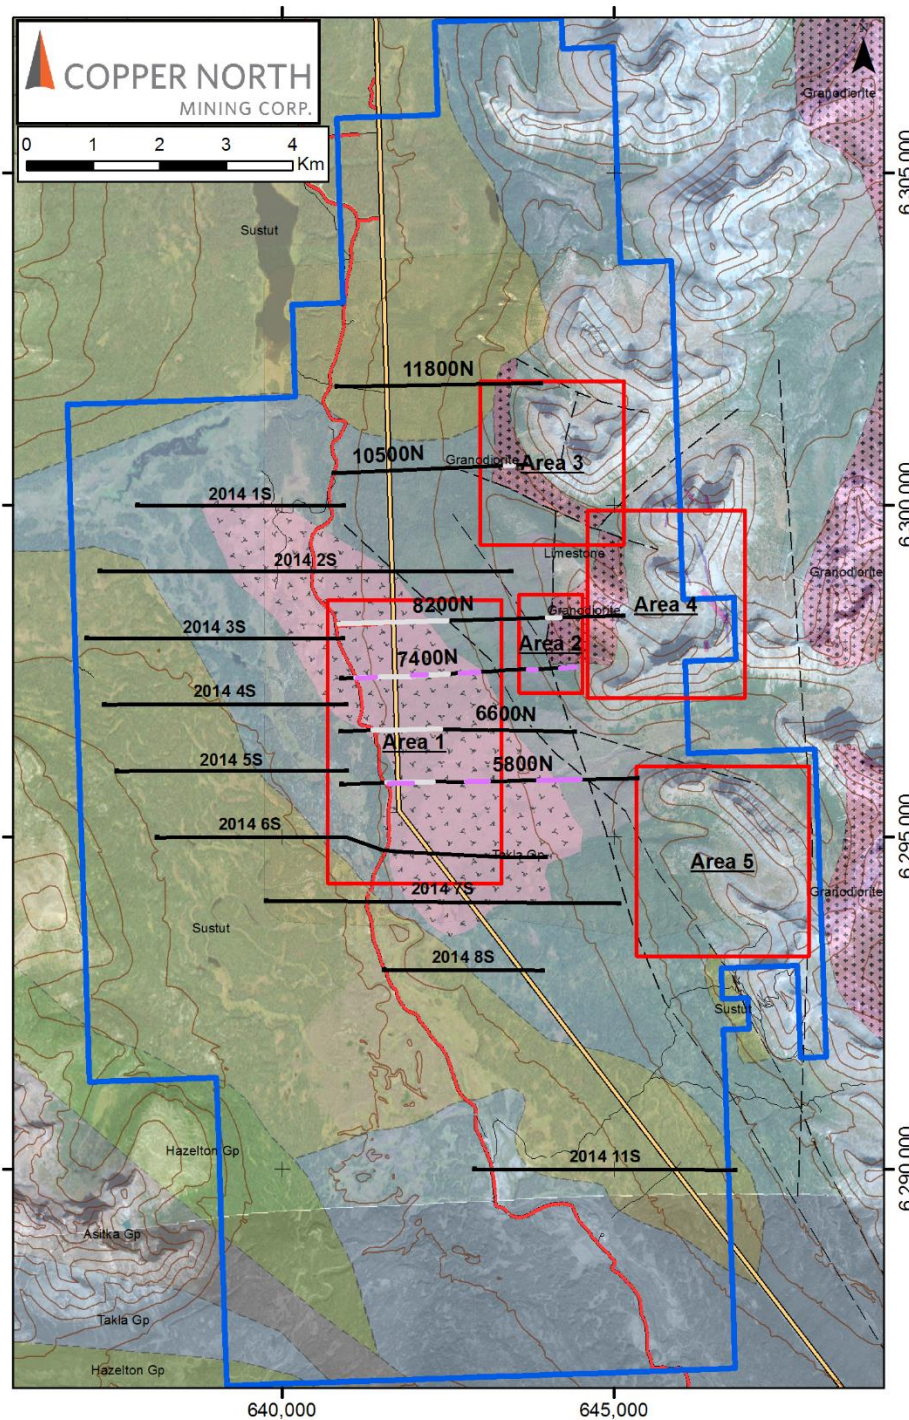 COPPER NORTH
MINING CORP.
0 1 2 3 4
Km
Granodiorite
6,305,000
Sustut
11800N
10500N
Granodiorite
Area 3
2014 1S
6,300,000
2014 2S
Limestone
Granodiorite
8200N
Granodiorite
Area 4
2014 3S
7400N
Area 2
2014 4S
6600N
Area 1
2014 5S
5800N
2014 6S
6,295,000
Takla Gp
Area 5
2014 7S
Granodiorite
Sustut
2014 8S
Sustut
Hazelton Gp
2014 11S
6,290,000
Asitka Gp
Takla Gp
Hazelton Gp
640,000
645,000